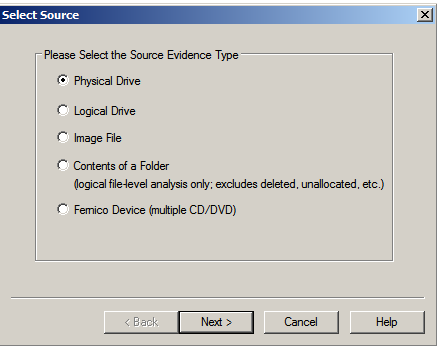 Select Source
Please Select the Source Evidence Type
Physical Drive
Logical Drive
Image File
Contents of a Folder
(logical file-level analysis only; excludes deleted, unallocated, etc.)
Fernico Device (multiple CD/DVD)
< Back
Next >
Cancel
Help